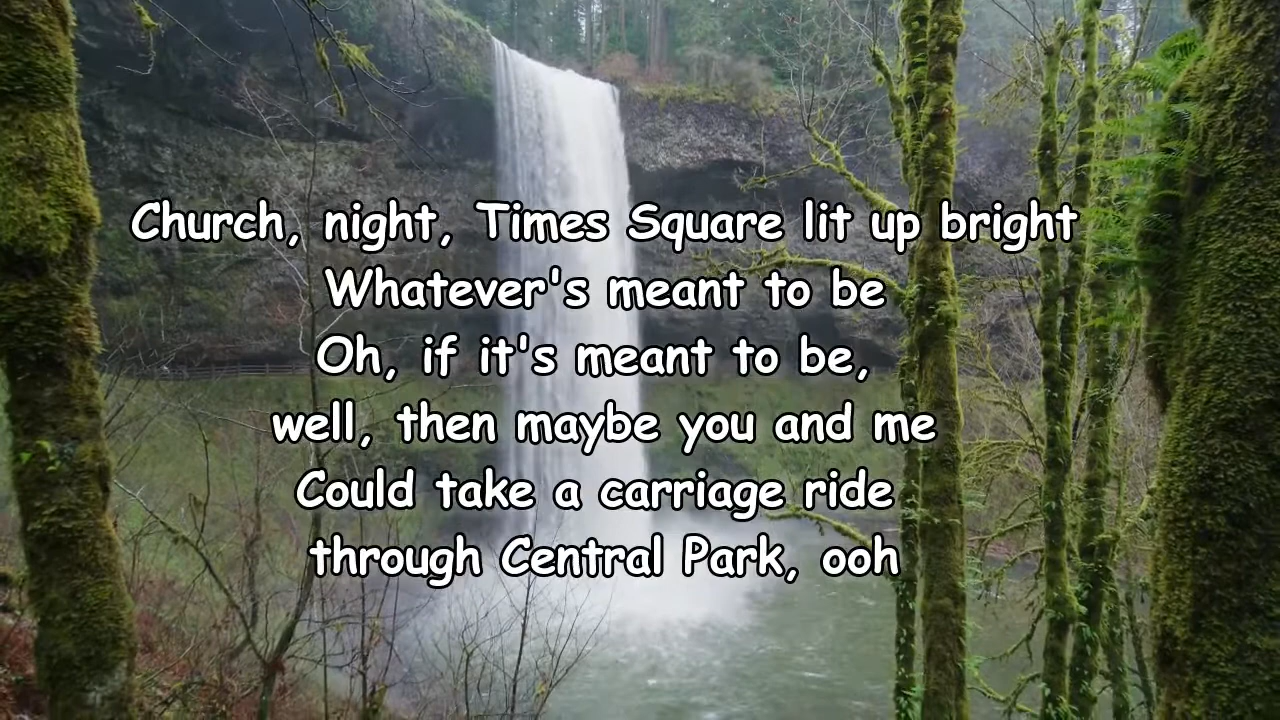 Church, night, Times Square lit up bright
Whatever's meant to be
Oh, if it's meant to be,
well, then maybe you and me
Could take a carriage ride
through Central Park, ooh